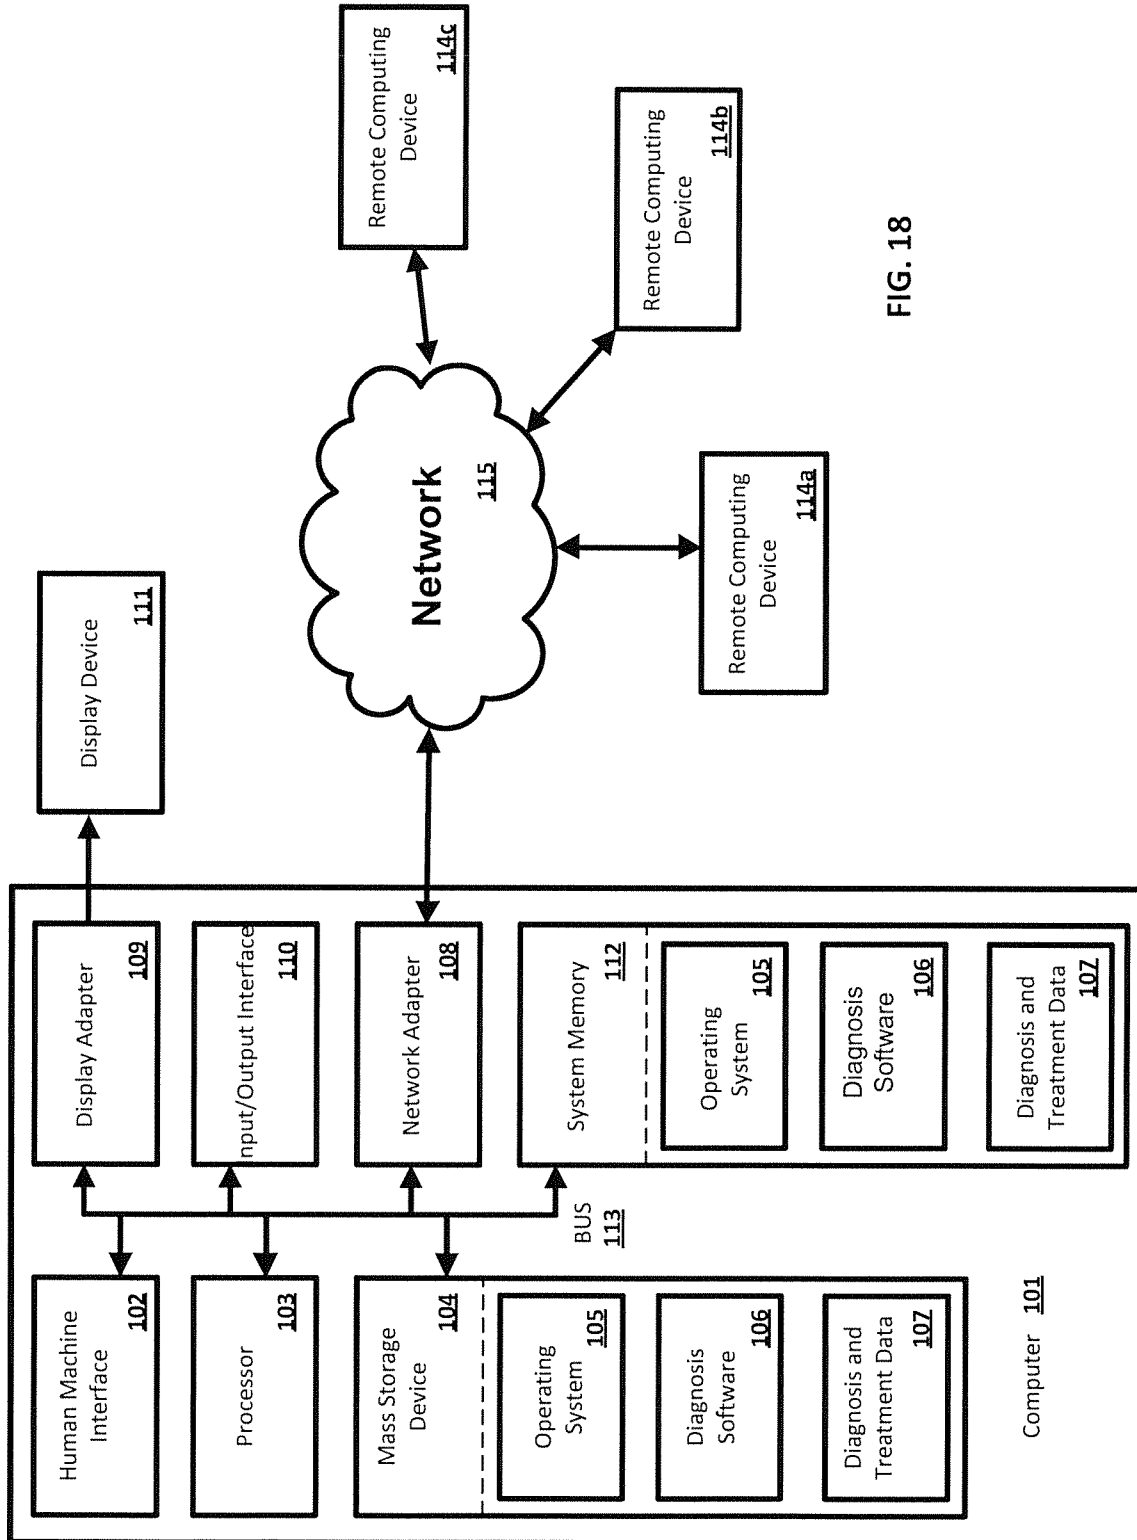 Human Machine
Interface
102
Processor
103
Mass Storage
Device
104
Operating
System
105
Diagnosis
Software
106
Diagnosis and
Treatment Data
107
Computer 101
BUS
113
Display Adapter
109
nput/Output Interface
110
Network Adapter
108
System Memory
112
Operating
System
105
Diagnosis
Software
106
Diagnosis and
Treatment Data
107
Display Device
111
Network
115
Remote Computing
Device
114a
Remote Computing
Device
114b
Remote Computing
Device
114c
FIG. 18